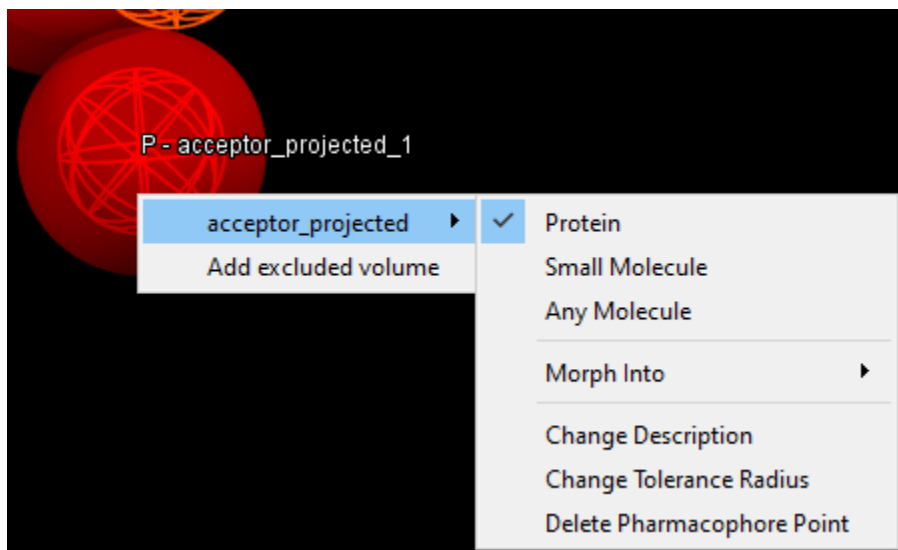 P - acceptor_projected_1
acceptor_projected
Add excluded volume
Protein
Small Molecule
Any Molecule
Morph Into
Change Description
Change Tolerance Radius
Delete Pharmacophore Point